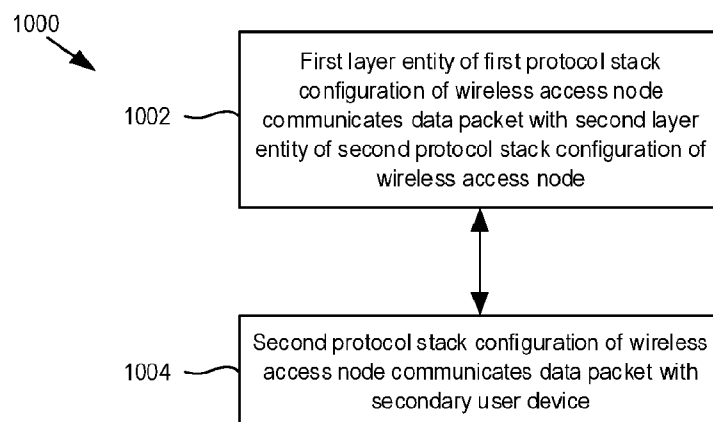 1000
1002
First layer entity of first protocol stack
configuration of wireless access node
communicates data packet with second layer
entity of second protocol stack configuration of
wireless access node
1004
Second protocol stack configuration of wireless
access node communicates data packet with
secondary user device